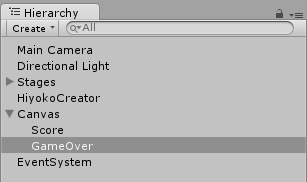 Hierarchy
Create All
Main Camera
Directional Light
Stages
HiyokoCreator
Canvas
Score
GameOver
EventSystem